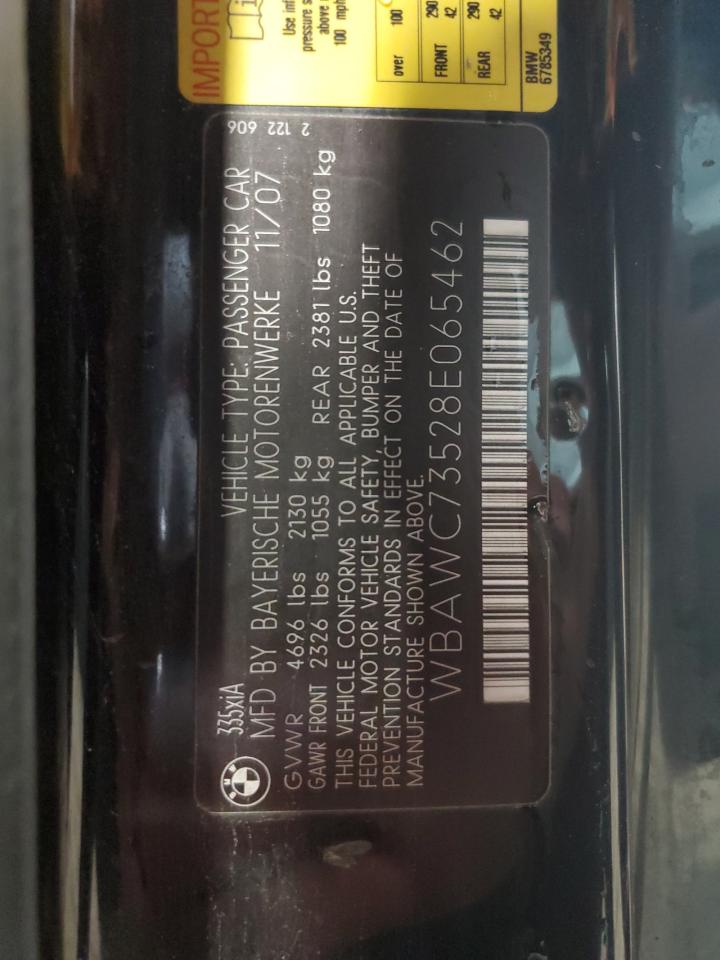 335xiA VEHICLE TYPE: PASSENGER CAR
MFD BY BAYERISCHE MOTORENWERKE 11/07
GVWR 4696 lbs 2130 kg
GAWR FRONT 2326 lbs 1055 kg REAR 2381 lbs 1080 kg
THIS VEHICLE CONFORMS TO ALL APPLICABLE U.S.
FEDERAL MOTOR VEHICLE SAFETY, BUMPER AND THEFT
PREVENTION STANDARDS IN EFFECT ON THE DATE OF
MANUFACTURE SHOWN ABOVE.
WBAWC73528E065462
2 122 606
IMPORT
Use inf
pressure s
above
100 mph
over 100
FRONT 290
42
REAR 290
42
BMW
6785349